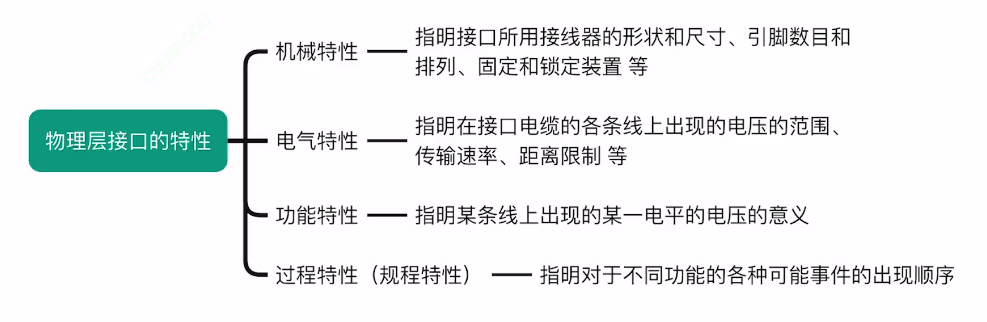 物理层接口的特性
机械特性
指明接口所用接线器的形状和尺寸、引脚数目和
排列、固定和锁定装置 等
电气特性
指明在接口电缆的各条线上出现的电压的范围、
传输速率、距离限制 等
功能特性
指明某条线上出现的某一电平的电压的意义
过程特性（规程特性）
指明对于不同功能的各种可能事件的出现顺序